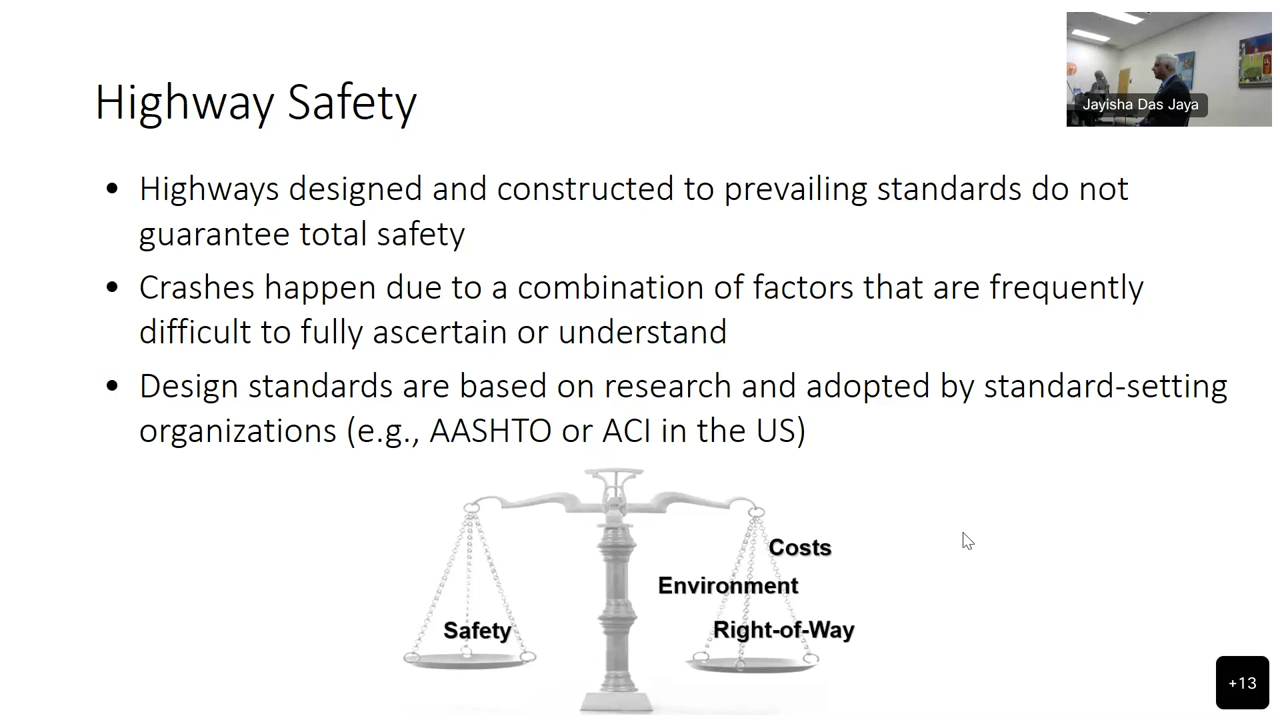 Highway Safety
Jayisha Das Jaya
• Highways designed and constructed to prevailing standards do not
guarantee total safety
• Crashes happen due to a combination of factors that are frequently
difficult to fully ascertain or understand
• Design standards are based on research and adopted by standard-setting
organizations (e.g., AASHTO or ACI in the US)
Costs
Environment
Safety
Right-of-Way
+13